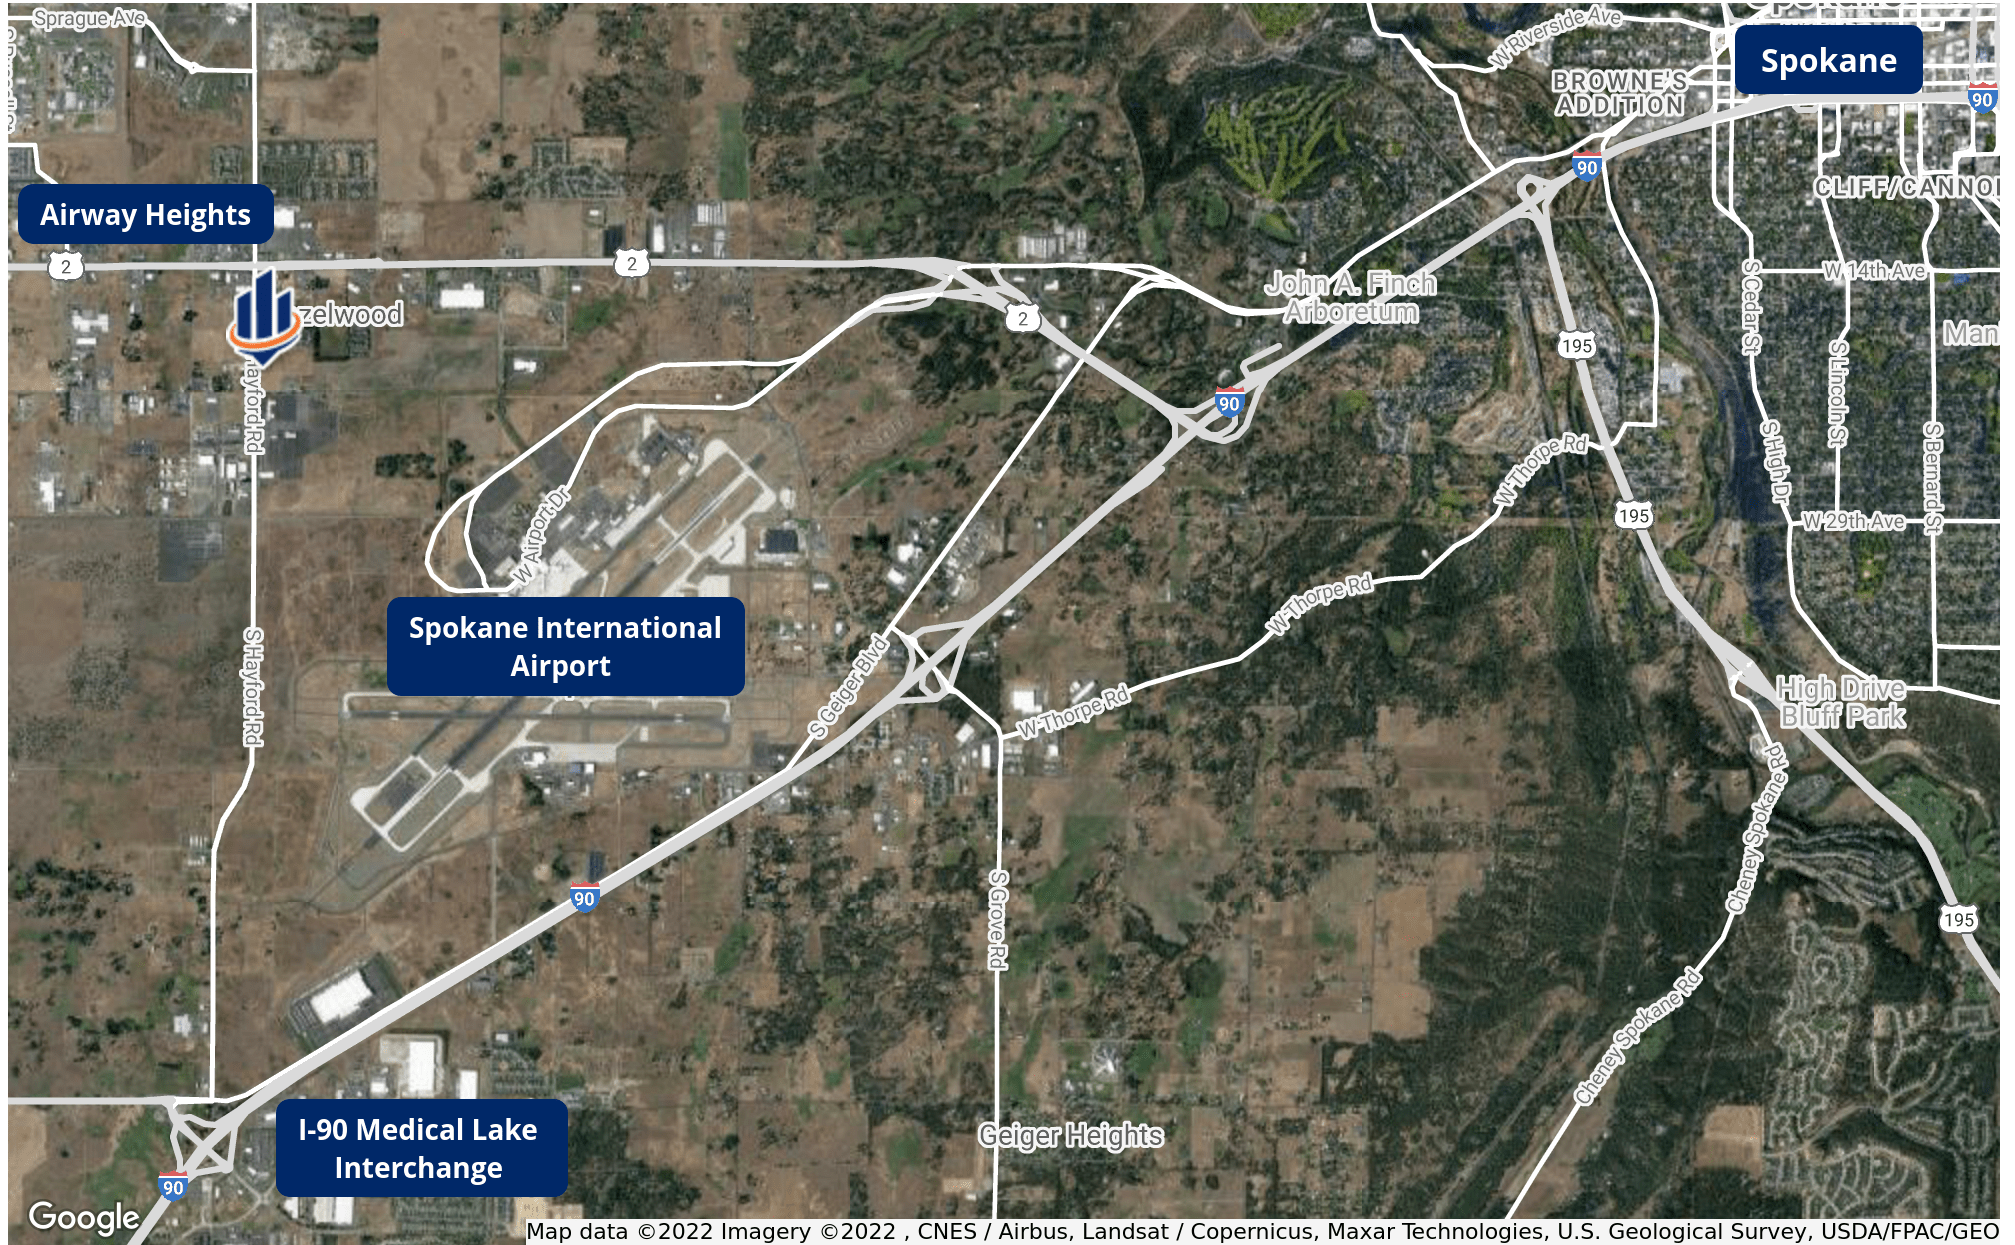 Sprague Ave
W Riverside Ave
BROWNE'S
ADDITION
Spokane
90
90
CLIFF/CANNO
Airway Heights
2
2
2
zelwood
John A. Finch
Arboretum
W 14th Ave
S Cedar St
Man
195
S Lincoln St
90
Hayford Rd
W Thorpe Rd
S High Dr
S Bernard St
W Airport Dr
195
W 29th Ave
W Thorpe Rd
Spokane International
Airport
S Hayford Rd
S Geiger Blvd
W Thorpe Rd
High Drive
Bluff Park
Cheney Spokane Rd
90
S Grove Rd
195
Cheney Spokane Rd
I-90 Medical Lake
Interchange
Geiger Heights
90
Google
Map data ©2022 Imagery ©2022 , CNES / Airbus, Landsat / Copernicus, Maxar Technologies, U.S. Geological Survey, USDA/FPAC/GEO